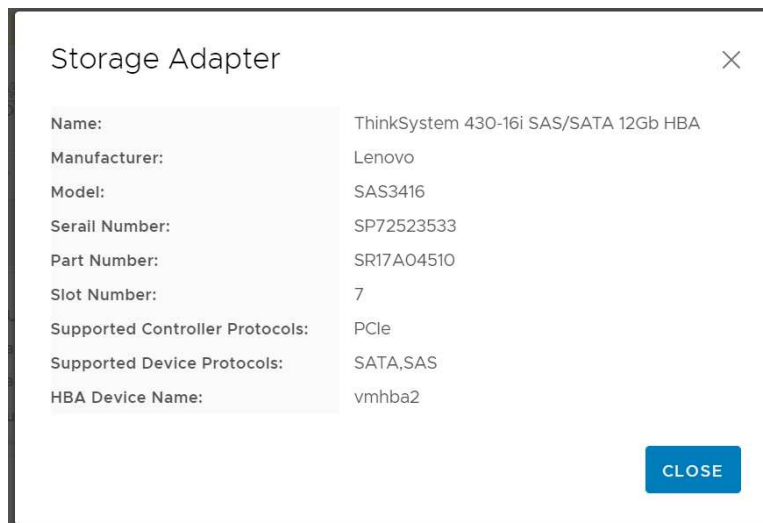 Storage Adapter
Name: ThinkSystem 430-16i SAS/SATA 12Gb HBA
Manufacturer: Lenovo
Model: SAS3416
Serail Number: SP72523533
Part Number: SR17A04510
Slot Number: 7
Supported Controller Protocols: PCIe
Supported Device Protocols: SATA,SAS
HBA Device Name: vmhba2
CLOSE